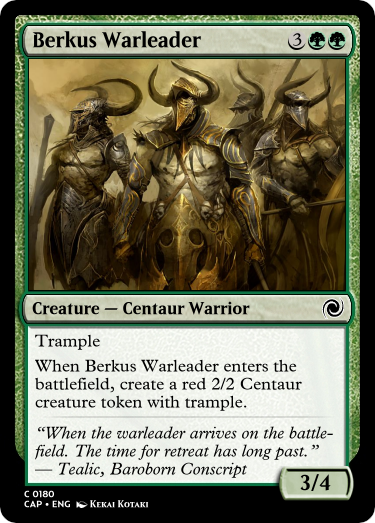 Berkus Warleader 3
Creature — Centaur Warrior
Trample
When Berkus Warleader enters the
battlefield, create a red 2/2 Centaur
creature token with trample.
“When the warleader arrives on the battle-
field. The time for retreat has long past.”
— Tealic, Baroborn Conscript
3/4
C 0180
CAP • ENG Kekai Kotaki